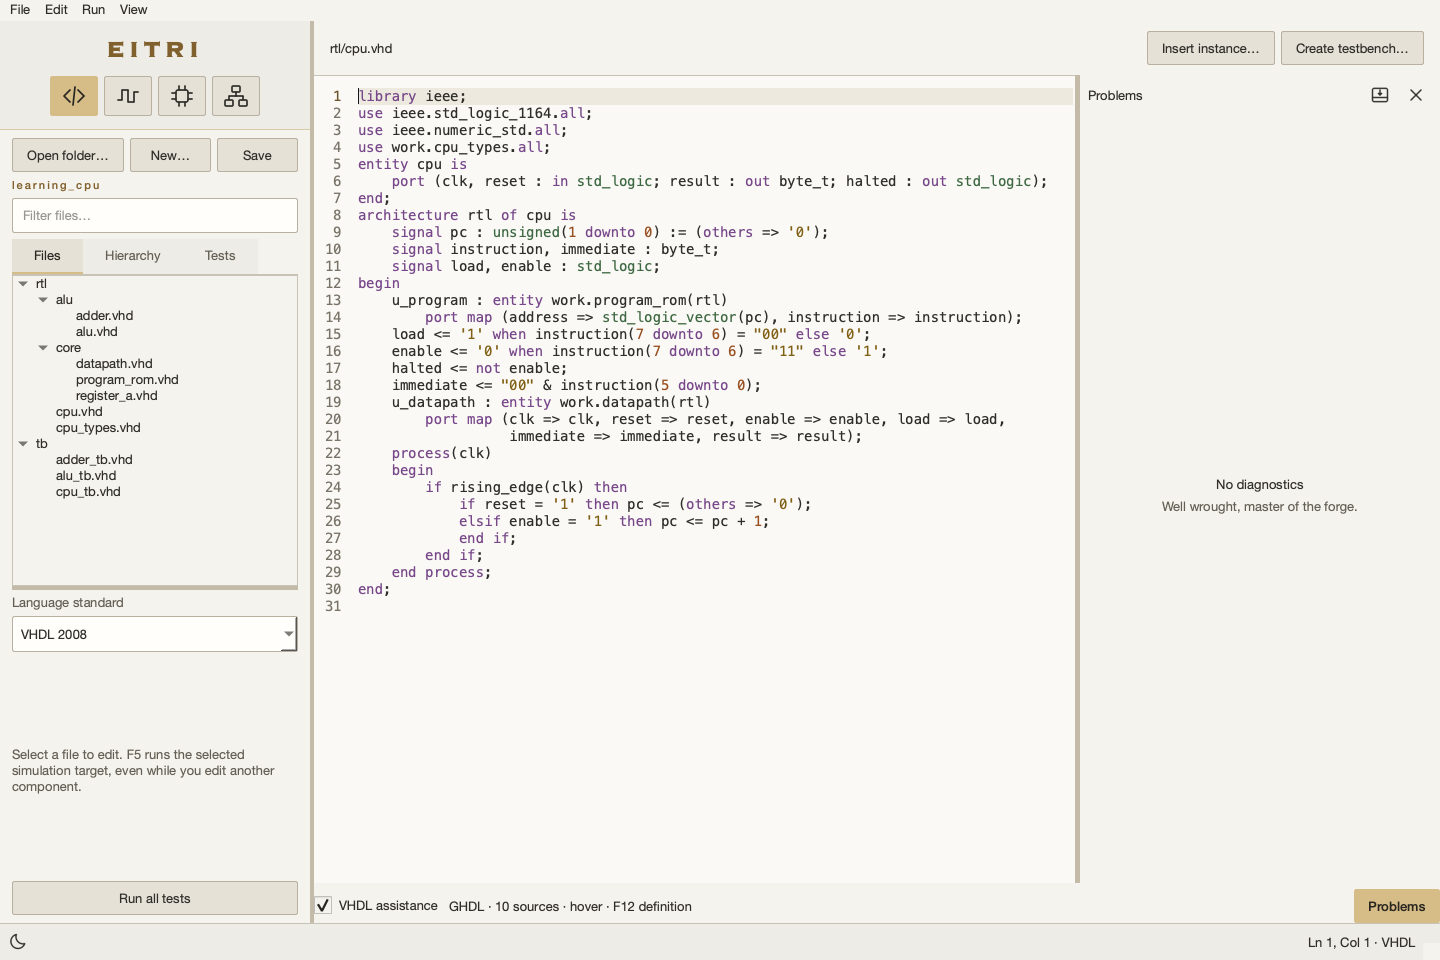 File Edit Run View
EITRI
Open folder… New… Save
learning_cpu
Filter files…
Files Hierarchy Tests
rtl
alu
adder.vhd
alu.vhd
core
datapath.vhd
program_rom.vhd
register_a.vhd
cpu.vhd
cpu_types.vhd
tb
adder_tb.vhd
alu_tb.vhd
cpu_tb.vhd
Language standard
VHDL 2008
Select a file to edit. F5 runs the selected
simulation target, even while you edit another
component.
Run all tests
rtl/cpu.vhd
Insert instance… Create testbench…
1 library ieee;
2 use ieee.std_logic_1164.all;
3 use ieee.numeric_std.all;
4 use work.cpu_types.all;
5 entity cpu is
6     port (clk, reset : in std_logic; result : out byte_t; halted : out std_logic);
7 end;
8 architecture rtl of cpu is
9     signal pc : unsigned(1 downto 0) := (others => '0');
10     signal instruction, immediate : byte_t;
11     signal load, enable : std_logic;
12 begin
13     u_program : entity work.program_rom(rtl)
14         port map (address => std_logic_vector(pc), instruction => instruction);
15     load <= '1' when instruction(7 downto 6) = "00" else '0';
16     enable <= '0' when instruction(7 downto 6) = "11" else '1';
17     halted <= not enable;
18     immediate <= "00" & instruction(5 downto 0);
19     u_datapath : entity work.datapath(rtl)
20         port map (clk => clk, reset => reset, enable => enable, load => load,
21                   immediate => immediate, result => result);
22     process(clk)
23     begin
24         if rising_edge(clk) then
25             if reset = '1' then pc <= (others => '0');
26             elsif enable = '1' then pc <= pc + 1;
27             end if;
28         end if;
29     end process;
30 end;
31
Problems
No diagnostics
Well wrought, master of the forge.
VHDL assistance GHDL · 10 sources · hover · F12 definition
Problems
Ln 1, Col 1 · VHDL